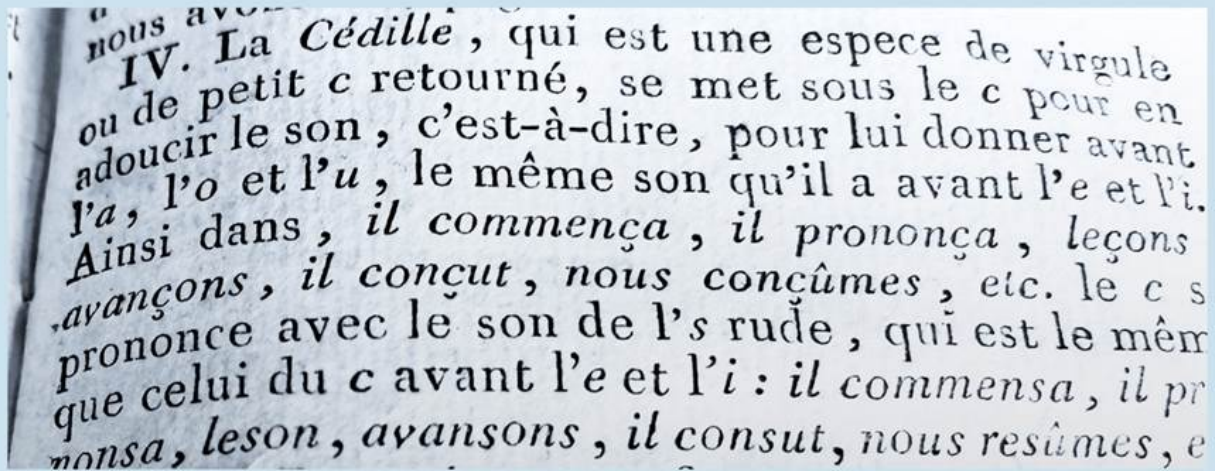 nous
IV. La Cédille, qui est une espece de virgule
ou de petit c retourné, se met sous le c pour en
adoucir le son, c'est-à-dire, pour lui donner avant
l'a, l'o et l'u, le même son qu'il a avant l'e et l'i.
Ainsi dans, il commença, il prononça, leçons
avançons, il conçut, nous conçûmes, etc. le c s
prononce avec le son de l's rude, qui est le mêm
que celui du c avant l'e et l'i : il commensa, il pr
nonsa, leson, avansons, il consut, nous resûmes, e